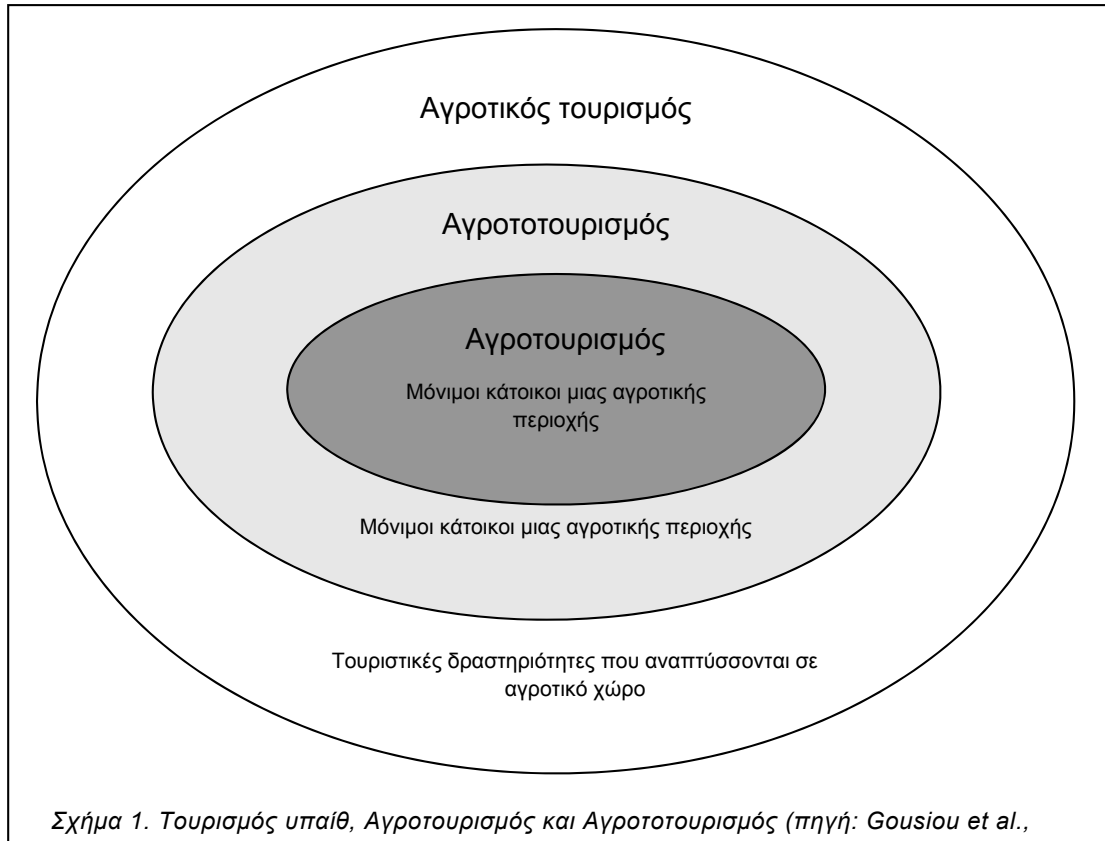 Αγροτικός τουρισμός
Αγροτοτουρισμός
Αγροτουρισμός
Μόνιμοι κάτοικοι μιας αγροτικής
περιοχής
Μόνιμοι κάτοικοι μιας αγροτικής περιοχής
Τουριστικές δραστηριότητες που αναπτύσσονται σε
αγροτικό χώρο
Σχήμα 1. Τουρισμός υπαίθ, Αγροτουρισμός και Αγροτοτουρισμός (πηγή: Gousiou et al.,